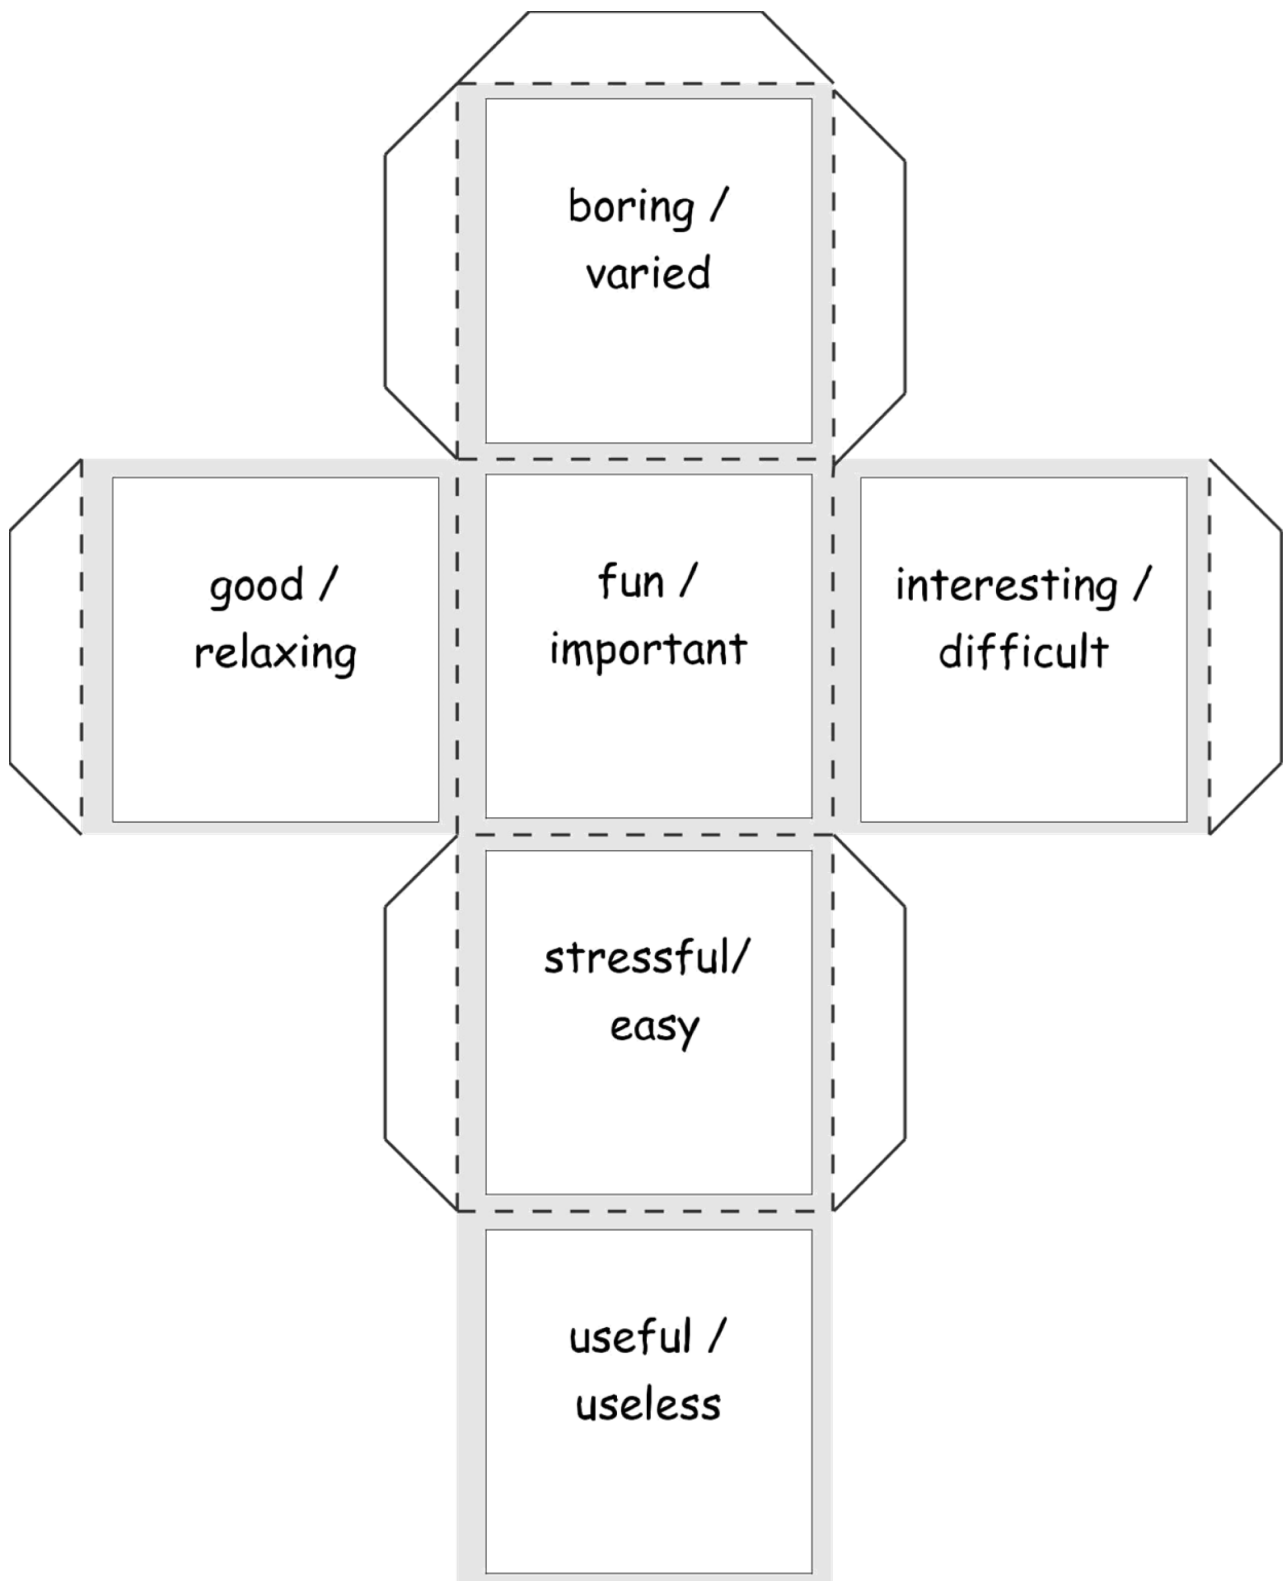 boring /
varied
good /
relaxing
fun /
important
interesting /
difficult
stressful/
easy
useful /
useless